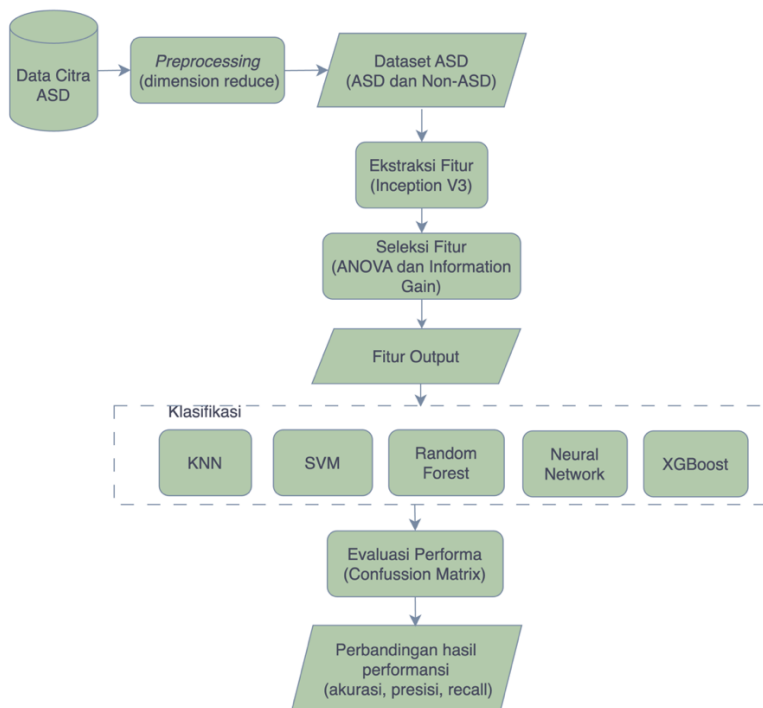 Data Citra
ASD
Preprocessing
(dimension reduce)
Dataset ASD
(ASD dan Non-ASD)
Ekstraksi Fitur
(Inception V3)
Seleksi Fitur
(ANOVA dan Information
Gain)
Fitur Output
Klasifikasi
KNN
SVM
Random
Forest
Neural
Network
XGBoost
Evaluasi Performa
(Confussion Matrix)
Perbandingan hasil
performansi
(akurasi, presisi, recall)